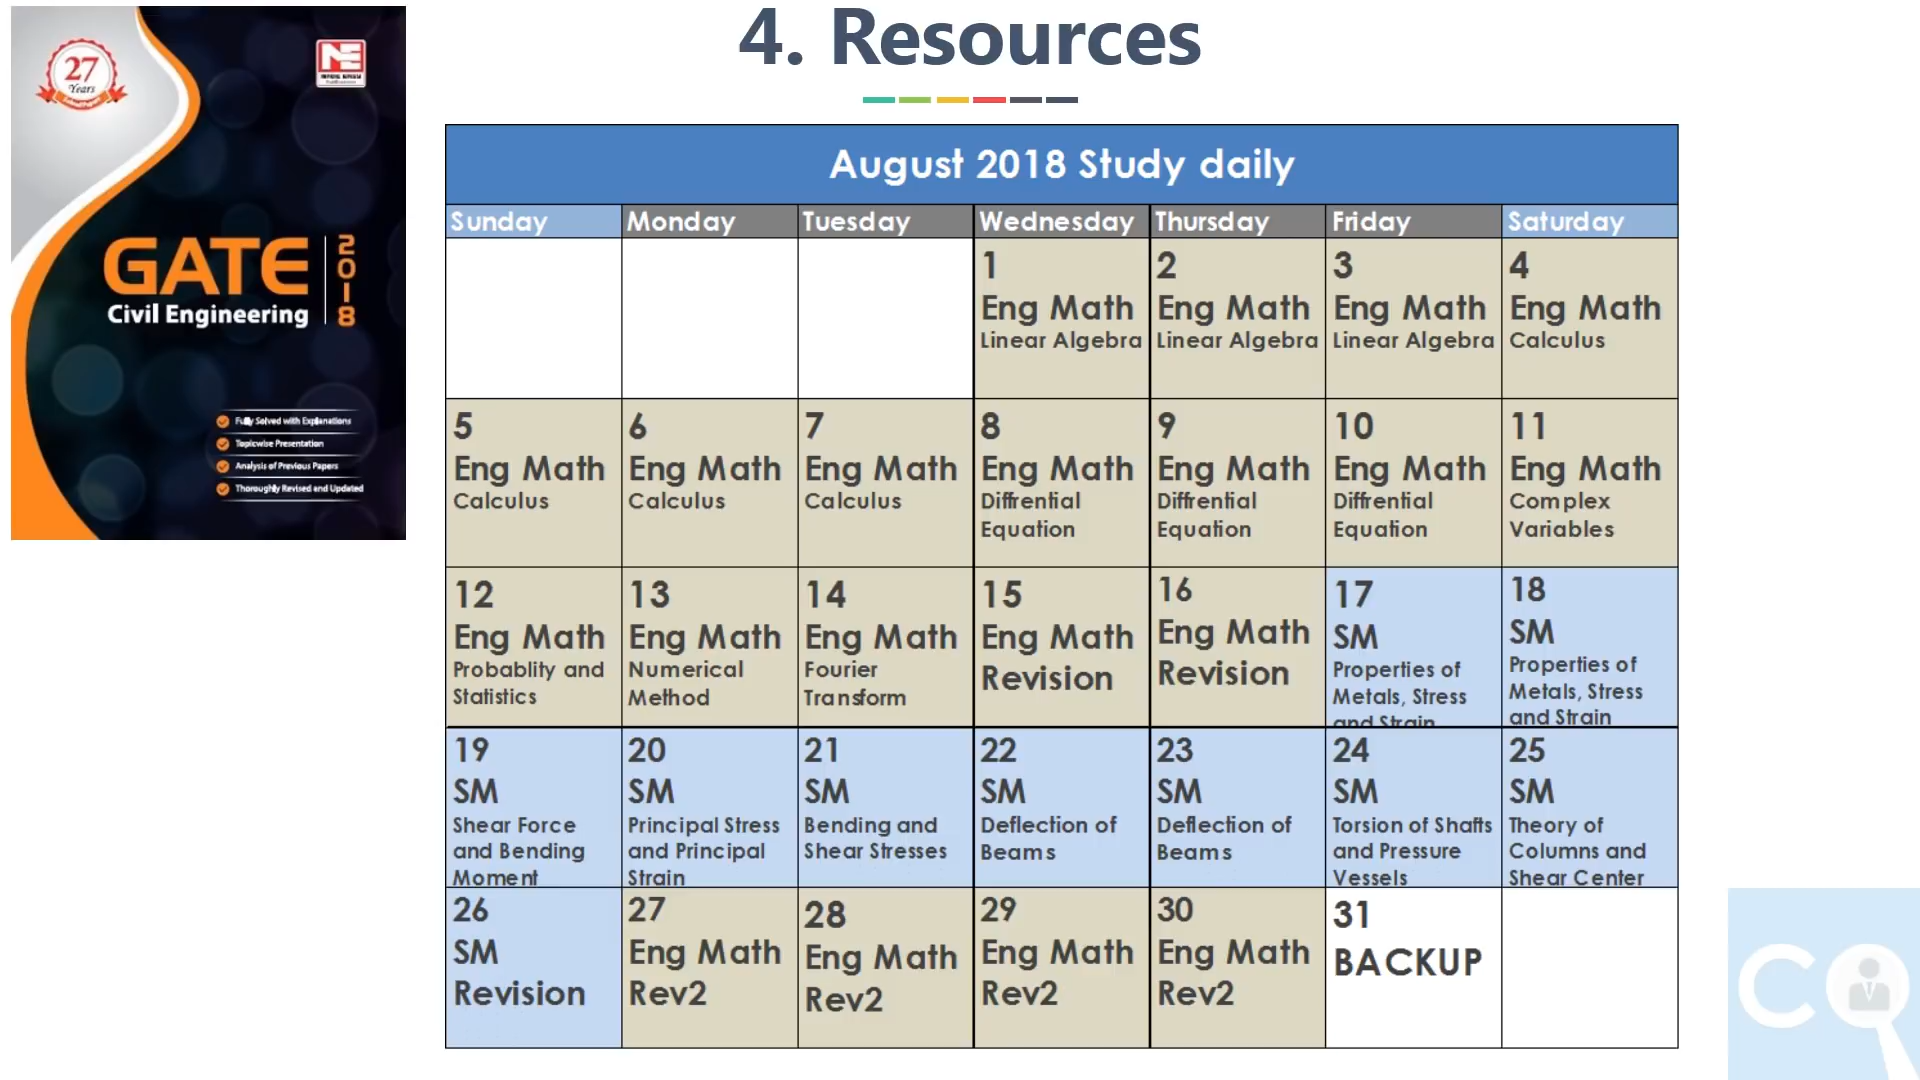 4. Resources
27
Years
NE
GATE
2018
Civil Engineering
Fully Solved with Explanations
Topicwise Presentation
Analysis of Previous Papers
Thoroughly Revised and Updated
August 2018 Study daily
Sunday Monday Tuesday Wednesday Thursday Friday Saturday
1 2 3 4
Eng Math Eng Math Eng Math Eng Math
Linear Algebra Linear Algebra Linear Algebra Calculus
5 6 7 8 9 10 11
Eng Math Eng Math Eng Math Eng Math Eng Math Eng Math Eng Math
Calculus Calculus Calculus Diffrential Diffrential Diffrential Complex
Equation Equation Equation Variables
12 13 14 15 16 17 18
Eng Math Eng Math Eng Math Eng Math Eng Math SM SM
Probablity and Numerical Fourier Revision Revision Properties of Properties of
Statistics Method Transform Metals, Stress Metals, Stress
and Strain and Strain
19 20 21 22 23 24 25
SM SM SM SM SM SM SM
Shear Force Principal Stress Bending and Deflection of Deflection of Torsion of Shafts Theory of
and Bending and Principal Shear Stresses Beams Beams and Pressure Columns and
Moment Strain Vessels Shear Center
26 27 28 29 30 31
SM Eng Math Eng Math Eng Math Eng Math BACKUP
Revision Rev2 Rev2 Rev2 Rev2